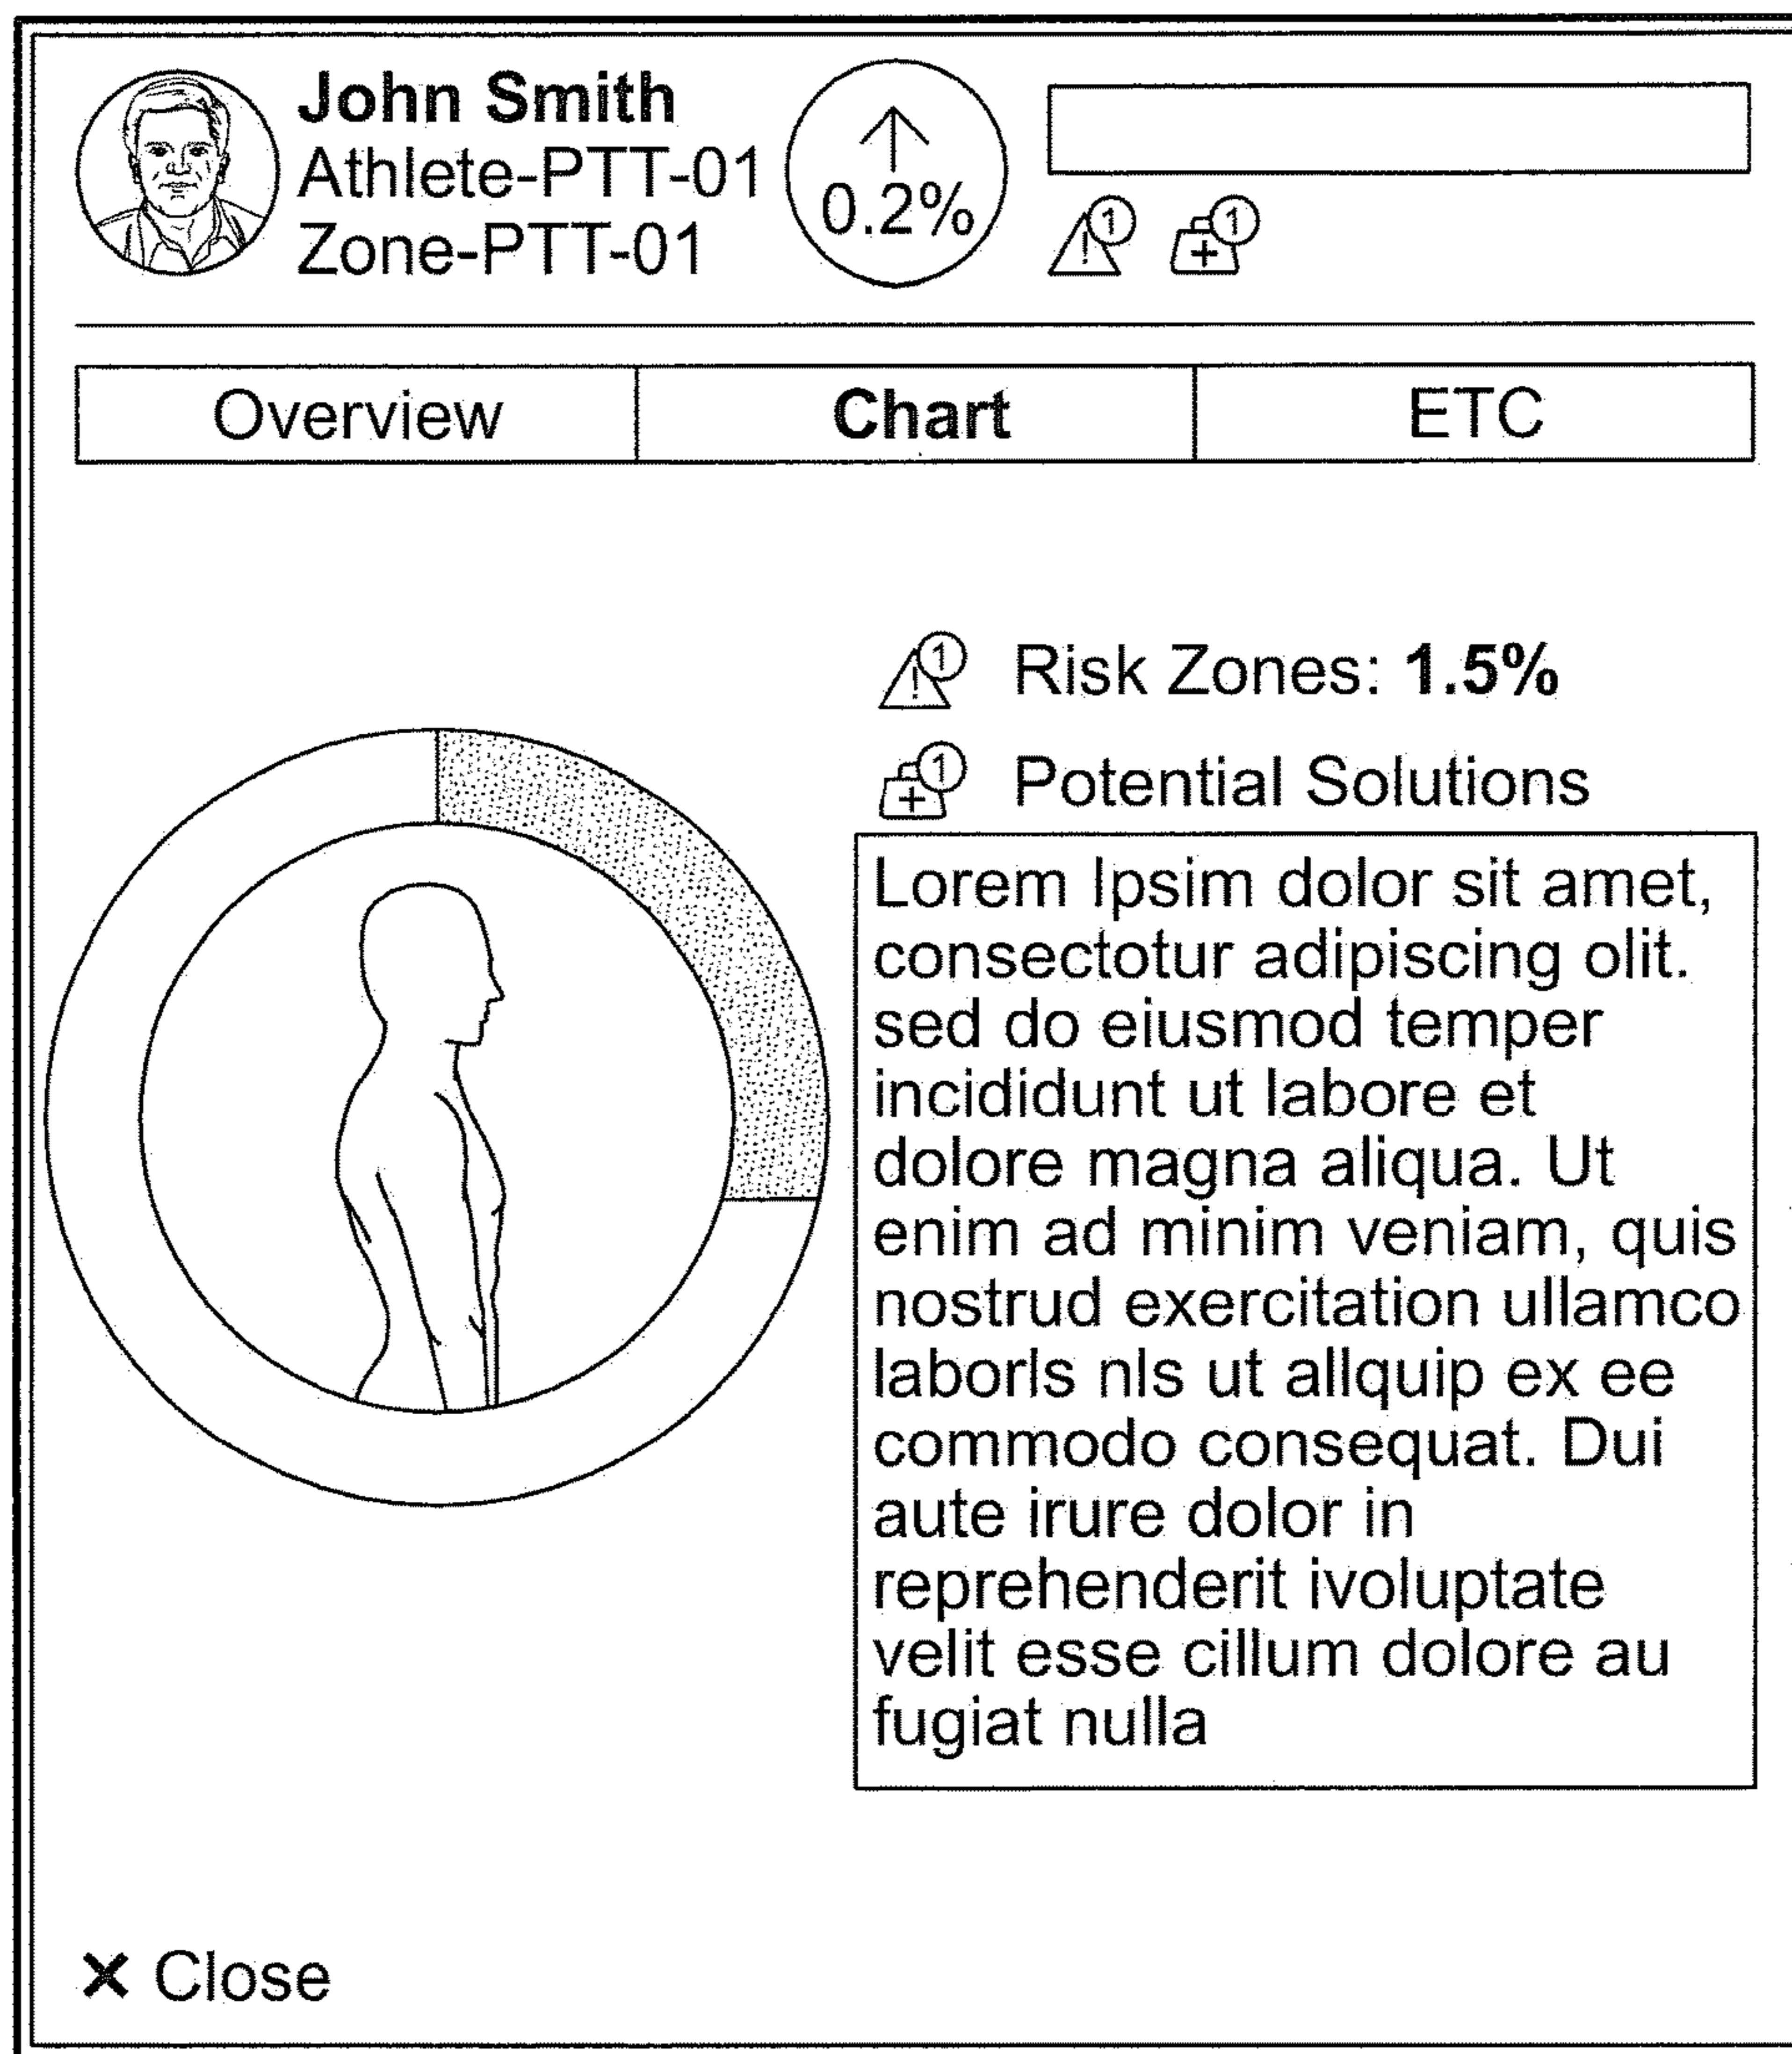 John Smith
Athlete-PTT-01
Zone-PTT-01
0.2%
1
1
Overview
Chart
ETC
1
Risk Zones: 1.5%
1
Potential Solutions
Lorem Ipsim dolor sit amet,
consectotur adipiscing olit.
sed do eiusmod temper
incididunt ut labore et
dolore magna aliqua. Ut
enim ad minim veniam, quis
nostrud exercitation ullamco
laborls nls ut allquip ex ee
commodo consequat. Dui
aute irure dolor in
reprehenderit ivoluptate
velit esse cillum dolore au
fugiat nulla
× Close